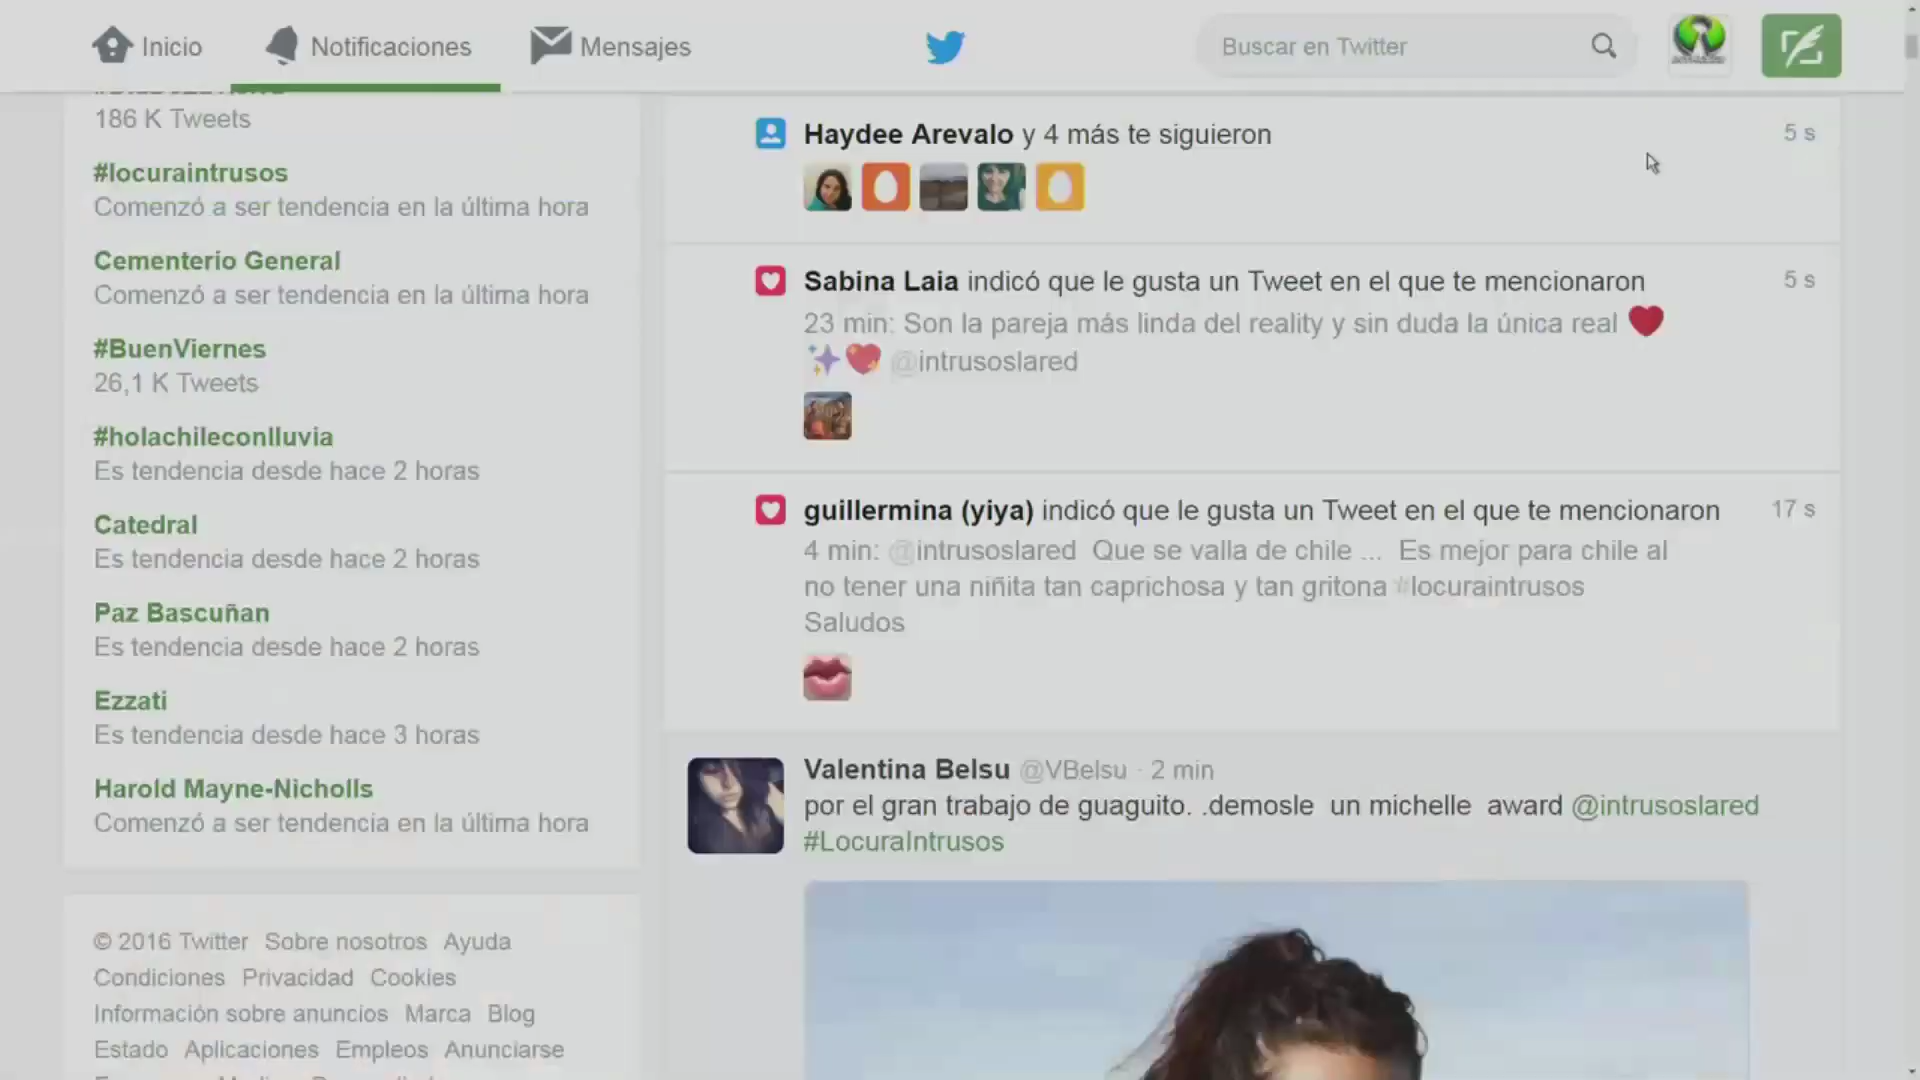 Inicio
Notificaciones
Mensajes
Buscar en Twitter
186 K Tweets
#locuraintrusos
Comenzó a ser tendencia en la última hora
Cementerio General
Comenzó a ser tendencia en la última hora
#BuenViernes
26,1 K Tweets
#holachileconlluvia
Es tendencia desde hace 2 horas
Catedral
Es tendencia desde hace 2 horas
Paz Bascuñan
Es tendencia desde hace 2 horas
Ezzati
Es tendencia desde hace 3 horas
Harold Mayne-Nicholls
Comenzó a ser tendencia en la última hora
© 2016 Twitter Sobre nosotros Ayuda
Condiciones Privacidad Cookies
Información sobre anuncios Marca Blog
Estado Aplicaciones Empleos Anunciarse
Haydee Arevalo y 4 más te siguieron 5 s
Sabina Laia indicó que le gusta un Tweet en el que te mencionaron 5 s
23 min: Son la pareja más linda del reality y sin duda la única real ❤
✨💖 @intrusoslared
guillermina (yiya) indicó que le gusta un Tweet en el que te mencionaron 17 s
4 min: @intrusoslared Que se valla de chile ... Es mejor para chile al
no tener una niñita tan caprichosa y tan gritona #locuraintrusos
Saludos
Valentina Belsu @VBelsu · 2 min
por el gran trabajo de guaguito. .demosle un michelle award @intrusoslared
#LocuraIntrusos